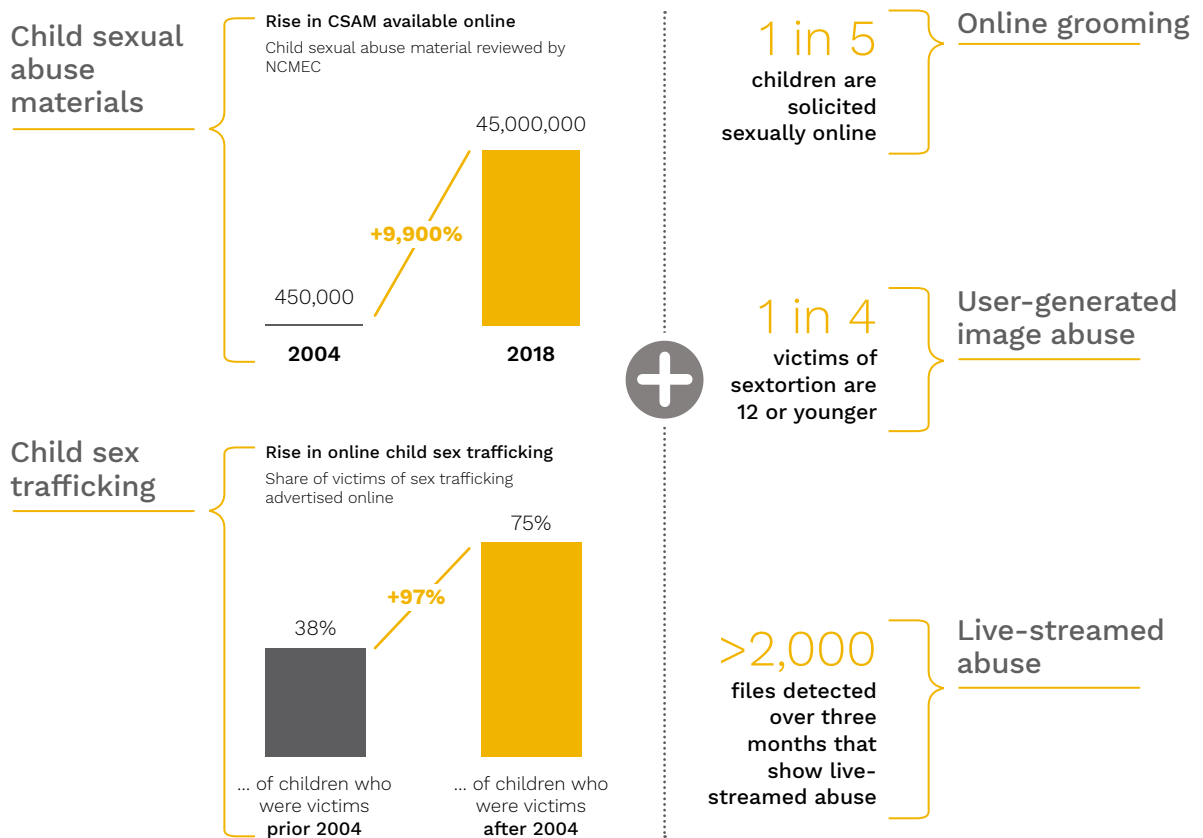 Child sexual
abuse
materials
Rise in CSAM available online
Child sexual abuse material reviewed by
NCMEC
45,000,000
+9,900%
450,000
2004
2018
Child sex
trafficking
Rise in online child sex trafficking
Share of victims of sex trafficking
advertised online
75%
+97%
38%
... of children who
were victims
prior 2004
... of children who
were victims
after 2004
1 in 5
children are
solicited
sexually online
Online grooming
1 in 4
victims of
sextortion are
12 or younger
User-generated
image abuse
>2,000
files detected
over three
months that
show live-
streamed abuse
Live-streamed
abuse